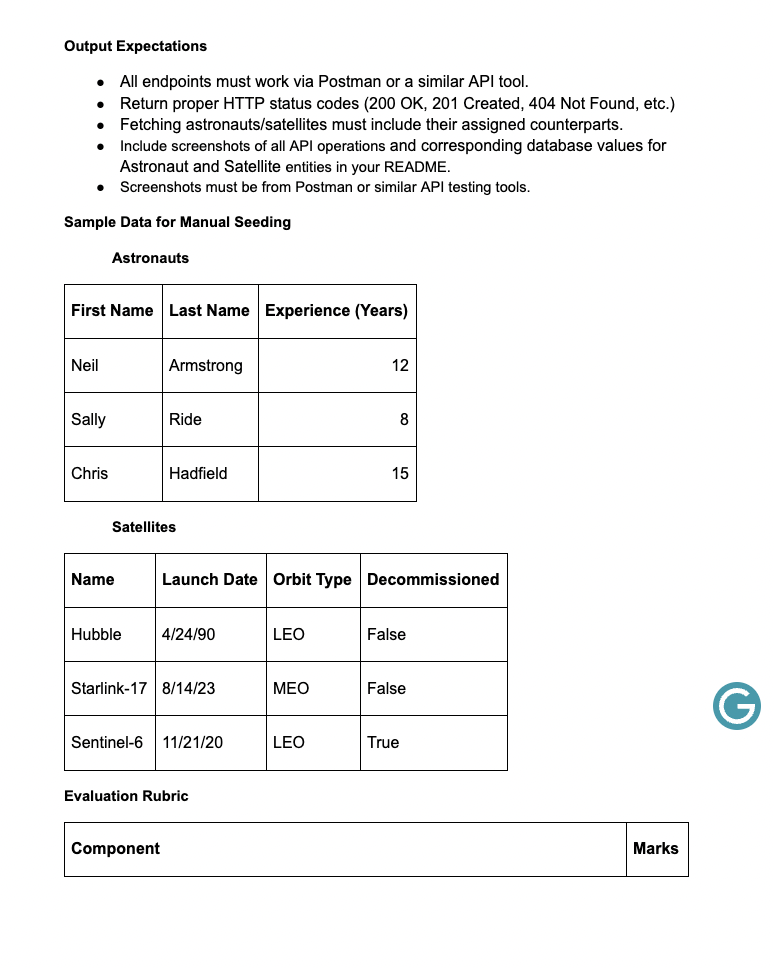 Output Expectations
● All endpoints must work via Postman or a similar API tool.
● Return proper HTTP status codes (200 OK, 201 Created, 404 Not Found, etc.)
● Fetching astronauts/satellites must include their assigned counterparts.
● Include screenshots of all API operations and corresponding database values for
Astronaut and Satellite entities in your README.
● Screenshots must be from Postman or similar API testing tools.
Sample Data for Manual Seeding
Astronauts
First Name Last Name Experience (Years)
Neil Armstrong 12
Sally Ride 8
Chris Hadfield 15
Satellites
Name Launch Date Orbit Type Decommissioned
Hubble 4/24/90 LEO False
Starlink-17 8/14/23 MEO False
Sentinel-6 11/21/20 LEO True
G
Evaluation Rubric
Component Marks